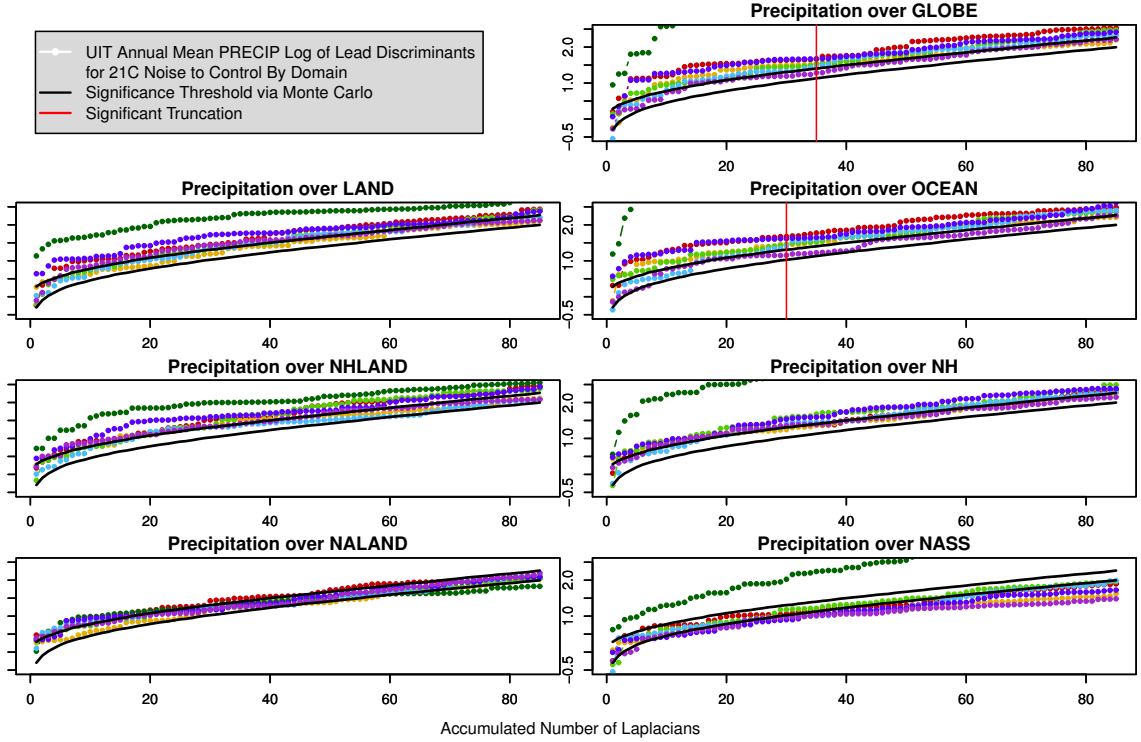 Precipitation over GLOBE
UIT Annual Mean PRECIP Log of Lead Discriminants
for 21C Noise to Control By Domain
Significance Threshold via Monte Carlo
Significant Truncation
−0.5 1.0 2.0
0 20 40 60 80
Precipitation over LAND
0 20 40 60 80
Precipitation over OCEAN
−0.5 1.0 2.0
0 20 40 60 80
Precipitation over NHLAND
0 20 40 60 80
Precipitation over NH
−0.5 1.0 2.0
0 20 40 60 80
Precipitation over NALAND
0 20 40 60 80
Precipitation over NASS
−0.5 1.0 2.0
0 20 40 60 80
Accumulated Number of Laplacians